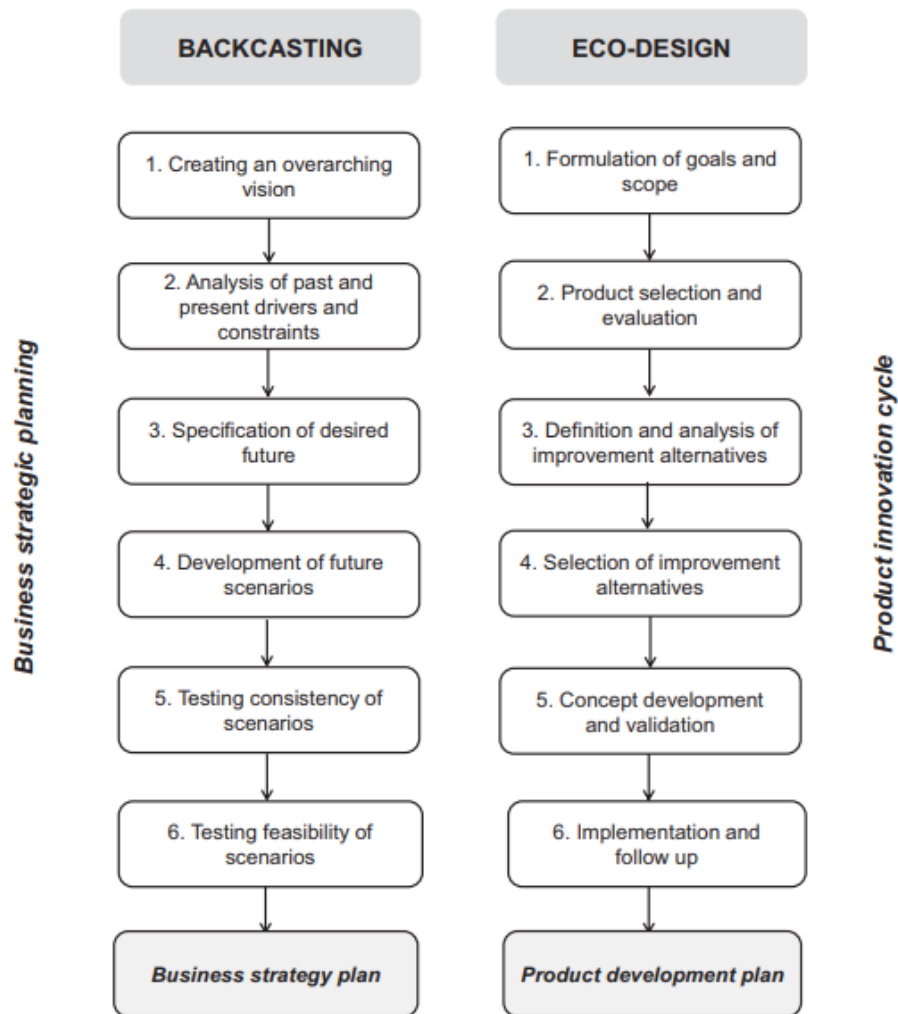 BACKCASTING
ECO-DESIGN
Business strategic planning
1. Creating an overarching
vision
2. Analysis of past and
present drivers and
constraints
3. Specification of desired
future
4. Development of future
scenarios
5. Testing consistency of
scenarios
6. Testing feasibility of
scenarios
Business strategy plan
1. Formulation of goals and
scope
2. Product selection and
evaluation
3. Definition and analysis of
improvement alternatives
4. Selection of improvement
alternatives
5. Concept development
and validation
6. Implementation and
follow up
Product development plan
Product innovation cycle